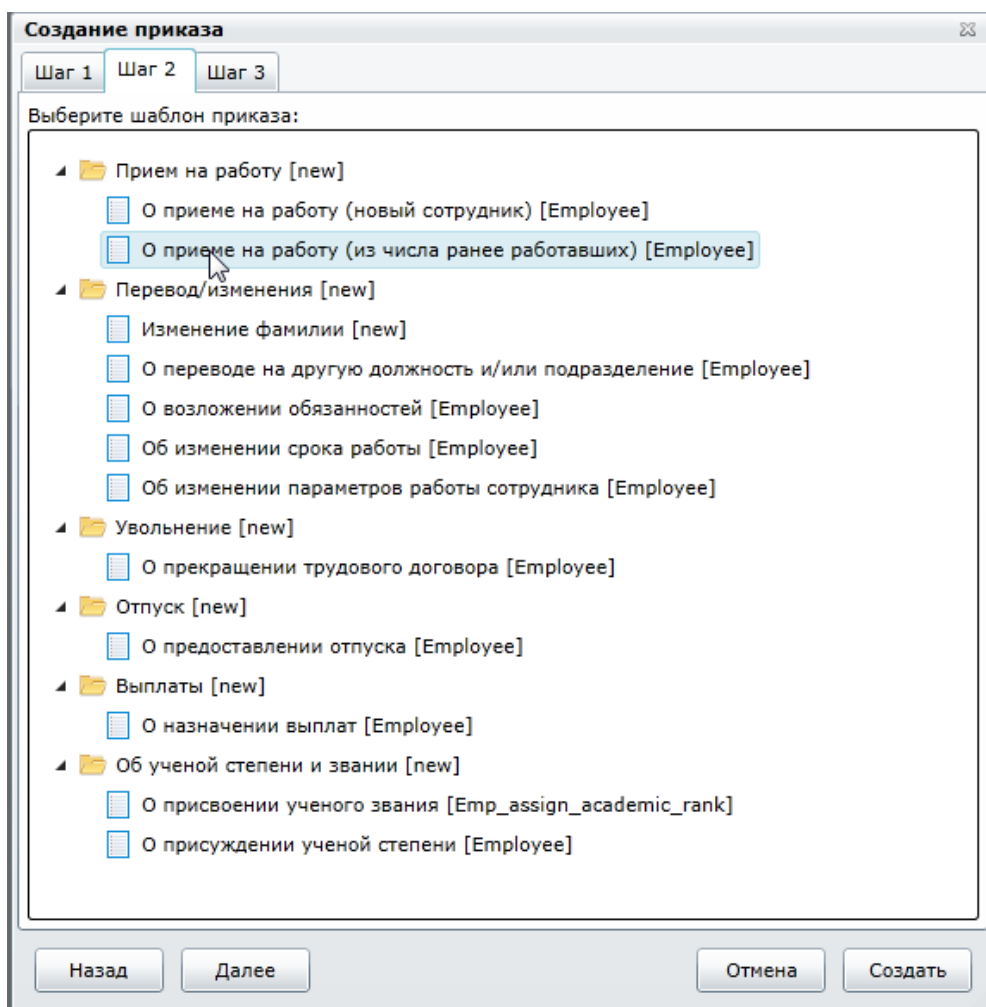 Создание приказа
Шаг 1 Шаг 2 Шаг 3
Выберите шаблон приказа:
Прием на работу [new]
О приеме на работу (новый сотрудник) [Employee]
О приеме на работу (из числа ранее работавших) [Employee]
Перевод/изменения [new]
Изменение фамилии [new]
О переводе на другую должность и/или подразделение [Employee]
О возложении обязанностей [Employee]
Об изменении срока работы [Employee]
Об изменении параметров работы сотрудника [Employee]
Увольнение [new]
О прекращении трудового договора [Employee]
Отпуск [new]
О предоставлении отпуска [Employee]
Выплаты [new]
О назначении выплат [Employee]
Об ученой степени и звании [new]
О присвоении ученого звания [Emp_assign_academic_rank]
О присуждении ученой степени [Employee]
Назад Далее Отмена Создать